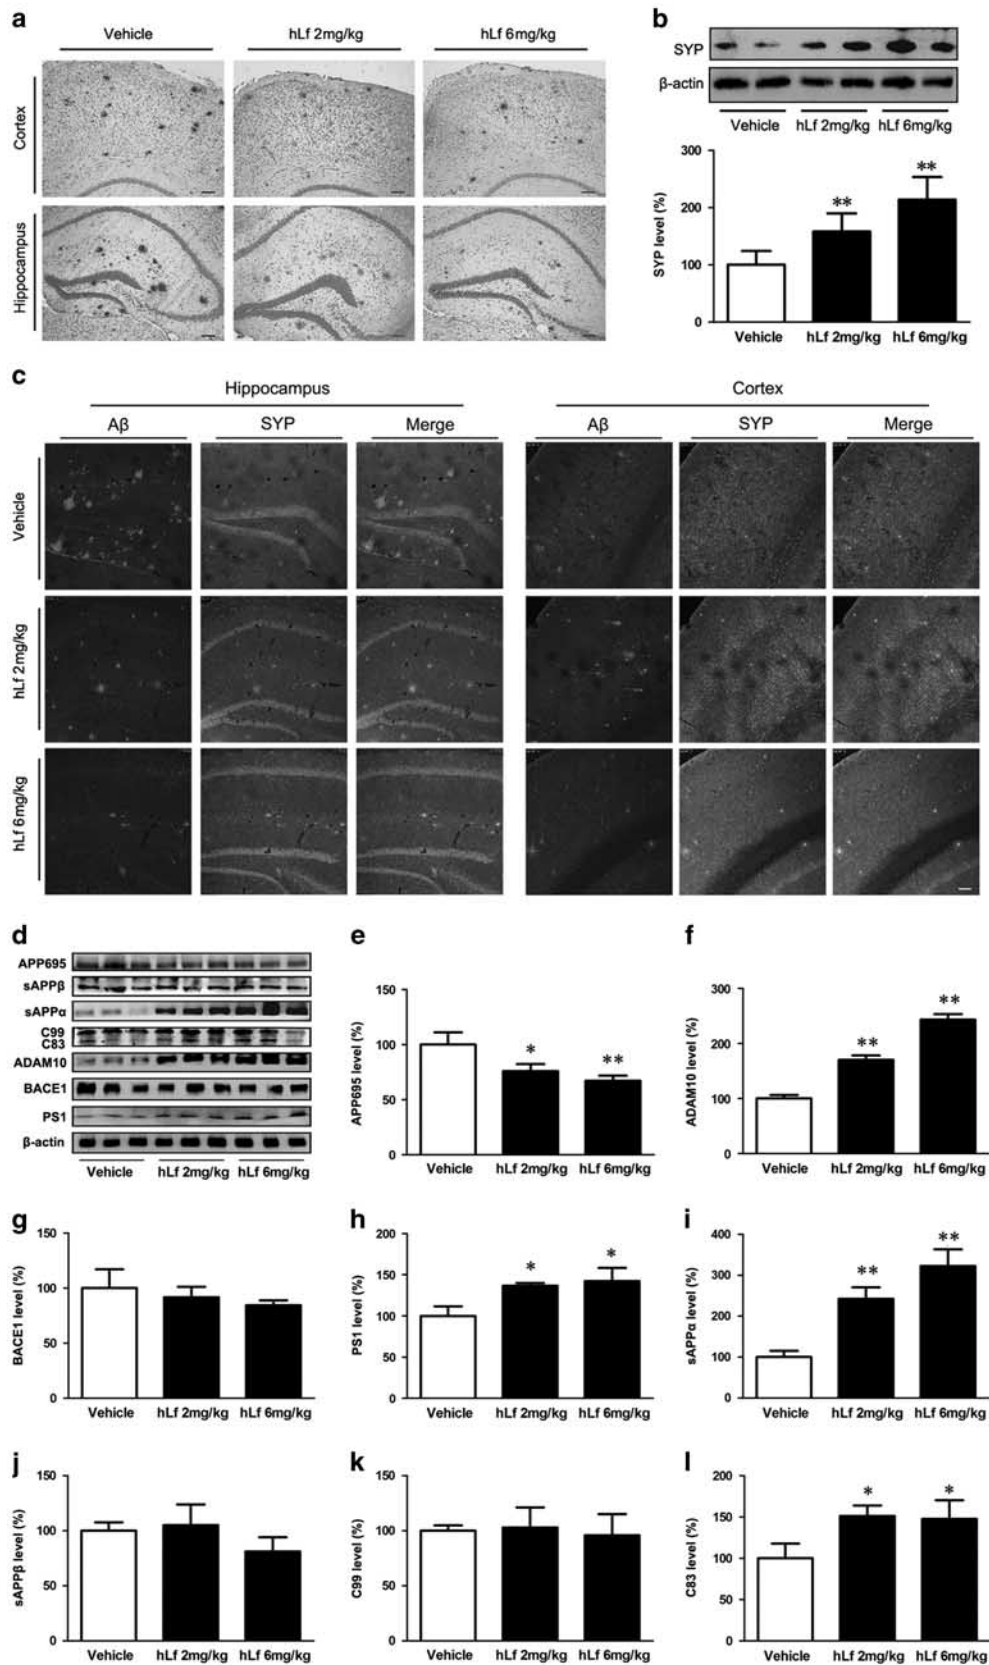 a
Vehicle hLf 2mg/kg hLf 6mg/kg
Cortex
Hippocampus
b
SYP
β-actin
Vehicle hLf 2mg/kg hLf 6mg/kg
300
200
100
0
SYP level (%)
** **
Vehicle hLf 2mg/kg hLf 6mg/kg
c
Hippocampus Cortex
Aβ SYP Merge Aβ SYP Merge
Vehicle
hLf 2mg/kg
hLf 6mg/kg
d
APP695
sAPPβ
sAPPα
C99
C83
ADAM10
BACE1
PS1
β-actin
Vehicle hLf 2mg/kg hLf 6mg/kg
e
150
100
50
0
APP695 level (%)
* **
Vehicle hLf 2mg/kg hLf 6mg/kg
f
300
200
100
0
ADAM10 level (%)
** **
Vehicle hLf 2mg/kg hLf 6mg/kg
g
150
100
50
0
BACE1 level (%)
Vehicle hLf 2mg/kg hLf 6mg/kg
h
200
150
100
50
0
PS1 level (%)
* *
Vehicle hLf 2mg/kg hLf 6mg/kg
i
400
300
200
100
0
sAPPα level (%)
** **
Vehicle hLf 2mg/kg hLf 6mg/kg
j
150
100
50
0
sAPPβ level (%)
Vehicle hLf 2mg/kg hLf 6mg/kg
k
150
100
50
0
C99 level (%)
Vehicle hLf 2mg/kg hLf 6mg/kg
l
200
150
100
50
0
C83 level (%)
* *
Vehicle hLf 2mg/kg hLf 6mg/kg